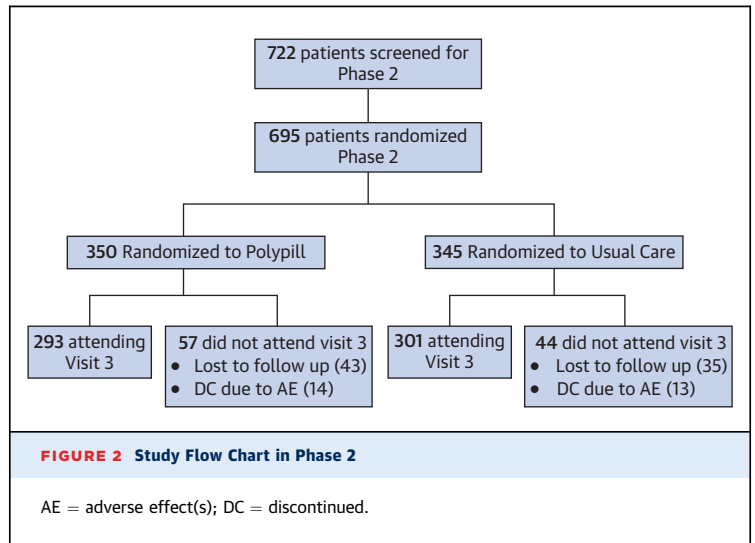 722 patients screened for
Phase 2
695 patients randomized
Phase 2
350 Randomized to Polypill
345 Randomized to Usual Care
293 attending
Visit 3
57 did not attend visit 3
• Lost to follow up (43)
• DC due to AE (14)
301 attending
Visit 3
44 did not attend visit 3
• Lost to follow up (35)
• DC due to AE (13)
FIGURE 2 Study Flow Chart in Phase 2
AE = adverse effect(s); DC = discontinued.